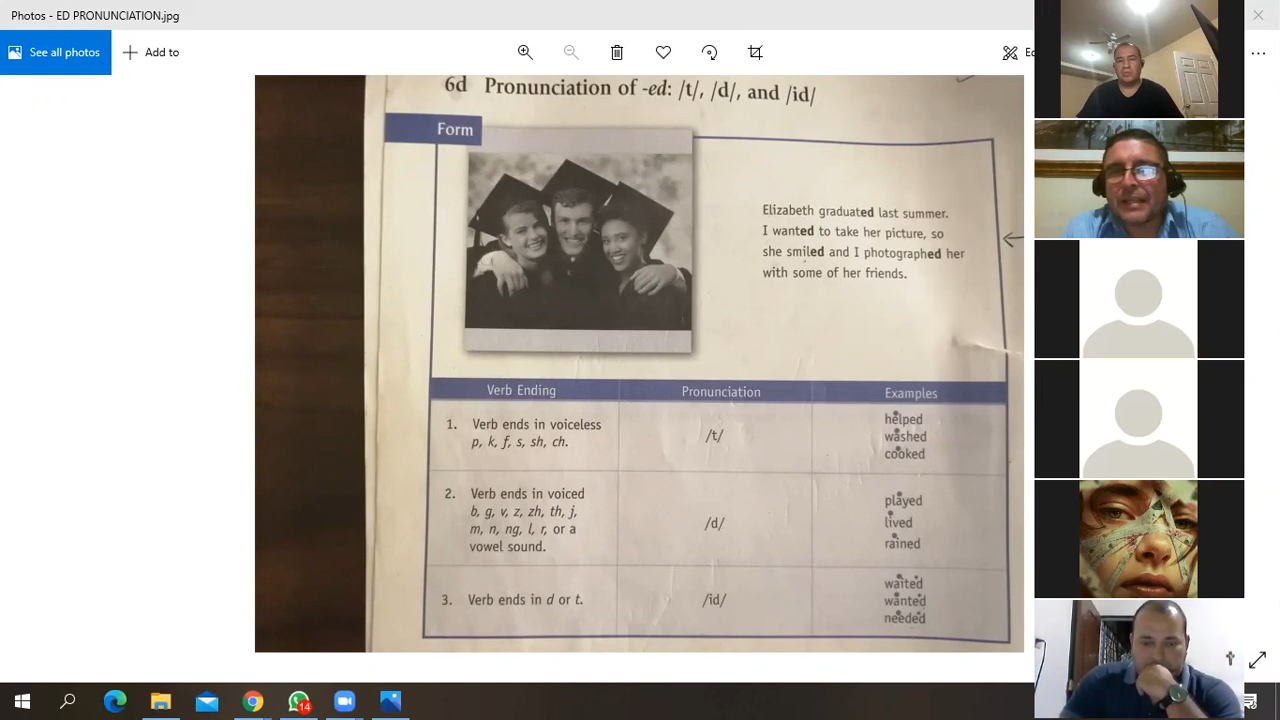 Photos - ED PRONUNCIATION.jpg
See all photos
Add to
6d Pronunciation of -ed: /t/, /d/, and /id/
Form
Elizabeth graduated last summer.
I wanted to take her picture, so
she smiled and I photographed her
with some of her friends.
Verb Ending Pronunciation Examples
1. Verb ends in voiceless
p, k, f, s, sh, ch.
/t/
helped
washed
cooked
2. Verb ends in voiced
b, g, v, z, zh, th, j,
m, n, ng, l, r, or a
vowel sound.
/d/
played
lived
rained
3. Verb ends in d or t.
/id/
waited
wanted
needed
14